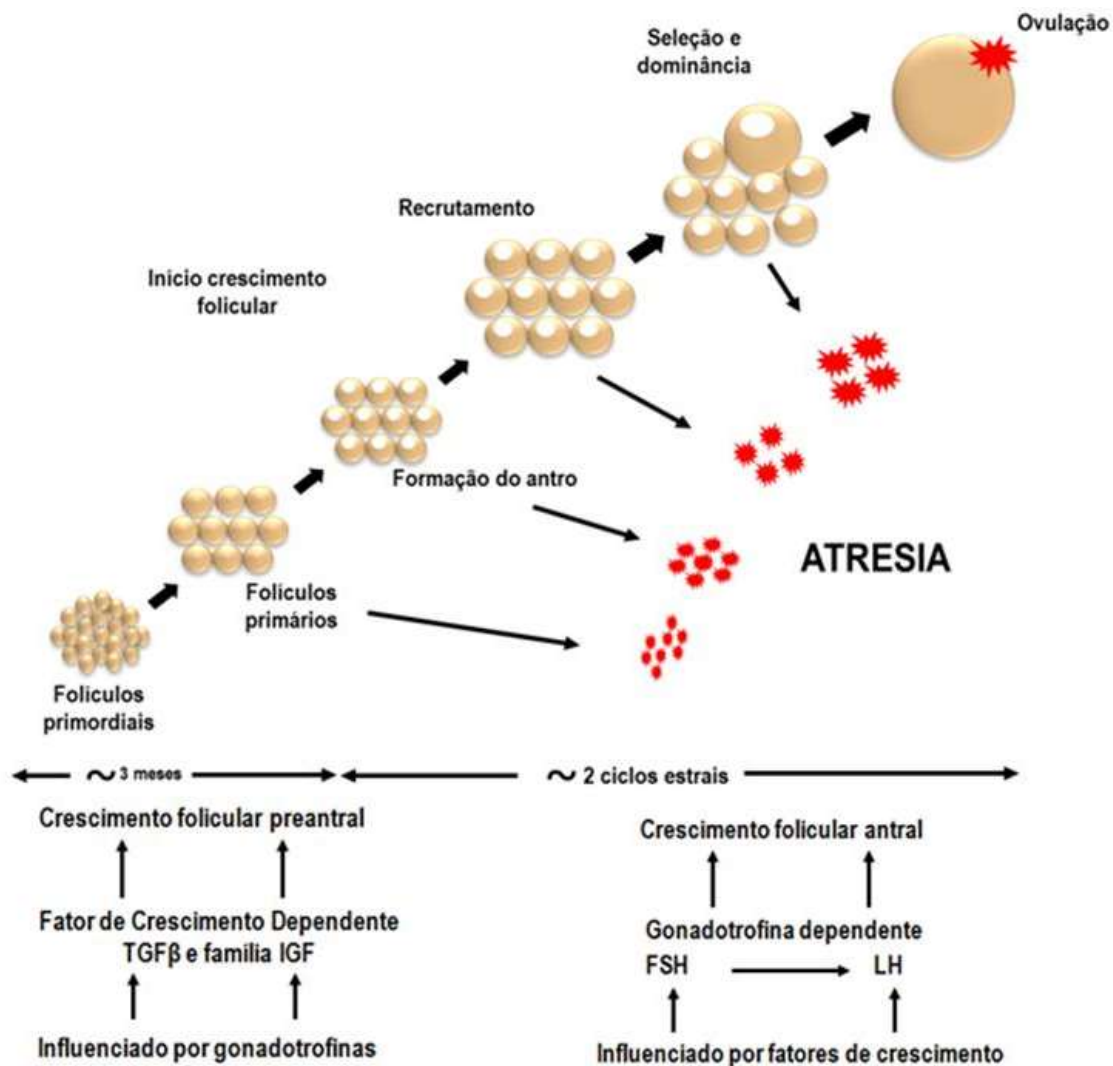 Ovulação
Seleção e
dominância
Recrutamento
Início crescimento
folicular
Formação do antro
ATRESIA
Folículos
primários
Folículos
primordiais
~ 3 meses
~ 2 ciclos estrais
Crescimento folicular preantral
Crescimento folicular antral
Fator de Crescimento Dependente
TGFβ e família IGF
Gonadotrofina dependente
FSH LH
Influenciado por gonadotrofinas
Influenciado por fatores de crescimento